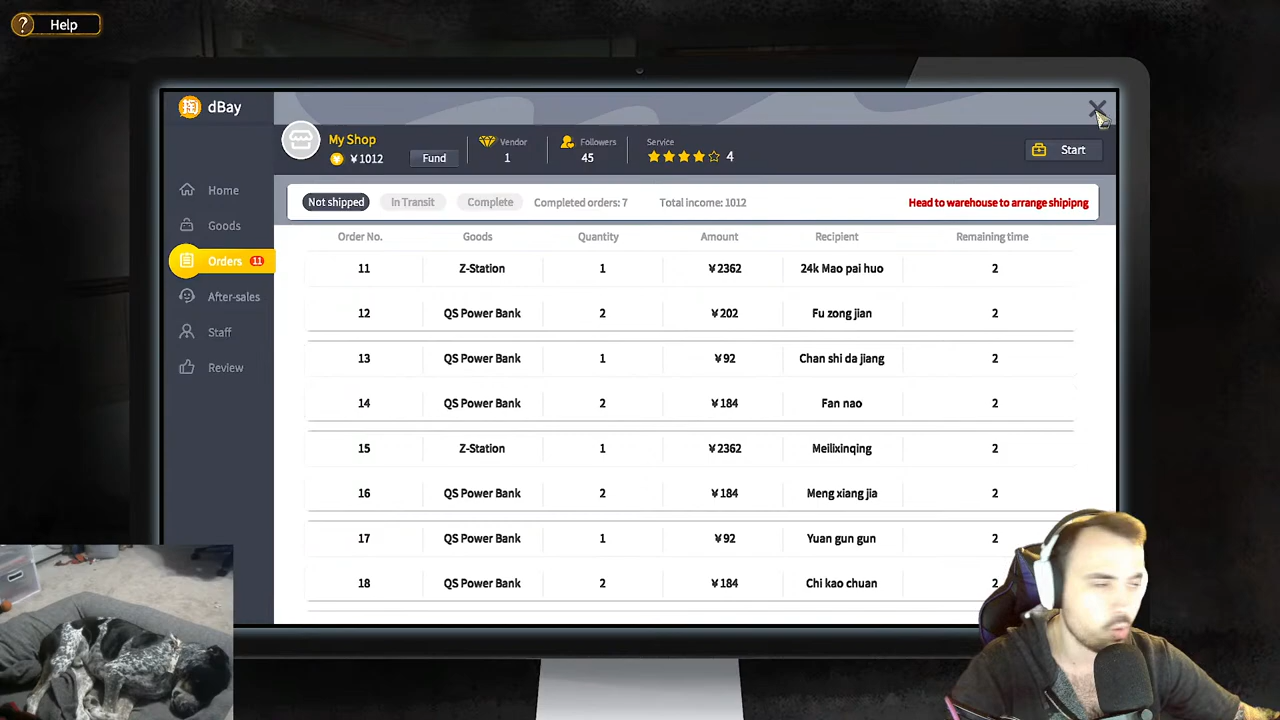 ? Help
掏 dBay
My Shop
¥1012
Fund
Vendor
1
Followers
45
Service
4
Start
Home
Goods
Orders 11
After-sales
Staff
Review
Not shipped In Transit Complete Completed orders: 7 Total income: 1012 Head to warehouse to arrange shipipng
Order No. Goods Quantity Amount Recipient Remaining time
11 Z-Station 1 ¥2362 24k Mao pai huo 2
12 QS Power Bank 2 ¥202 Fu zong jian 2
13 QS Power Bank 1 ¥92 Chan shi da jiang 2
14 QS Power Bank 2 ¥184 Fan nao 2
15 Z-Station 1 ¥2362 Meilixinqing 2
16 QS Power Bank 2 ¥184 Meng xiang jia 2
17 QS Power Bank 1 ¥92 Yuan gun gun 2
18 QS Power Bank 2 ¥184 Chi kao chuan 2